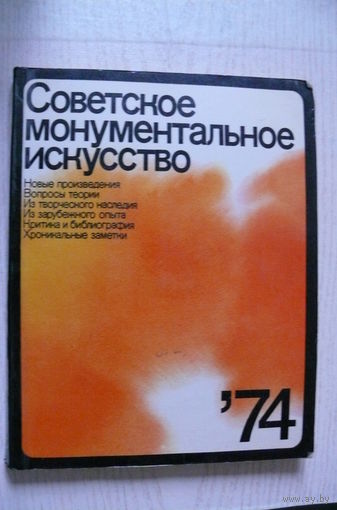 Советское
монументальное
искусство
Новые произведения
Вопросы теории
Из творческого наследия
Из зарубежного опыта
Критика и библиография
Хроникальные заметки
’74
www.ay.by